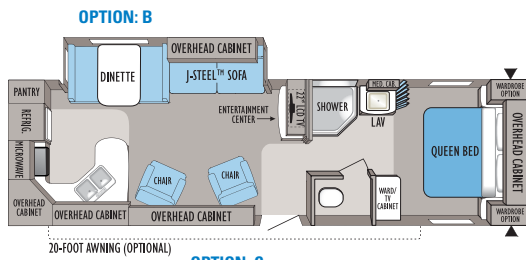 OPTION: B
OVERHEAD CABINET
DINETTE
J-STEEL™ SOFA
PANTRY
REFRIG.
MICROWAVE
OVERHEAD
CABINET
OVERHEAD CABINET
OVERHEAD CABINET
CHAIR
CHAIR
ENTERTAINMENT
CENTER
22" LCD TV
SHOWER
MED. CAB.
LAV
WARD/
TV
CABINET
QUEEN BED
WARDROBE
OPTION
OVERHEAD CABINET
WARDROBE
OPTION
20-FOOT AWNING (OPTIONAL)
OPTION: C